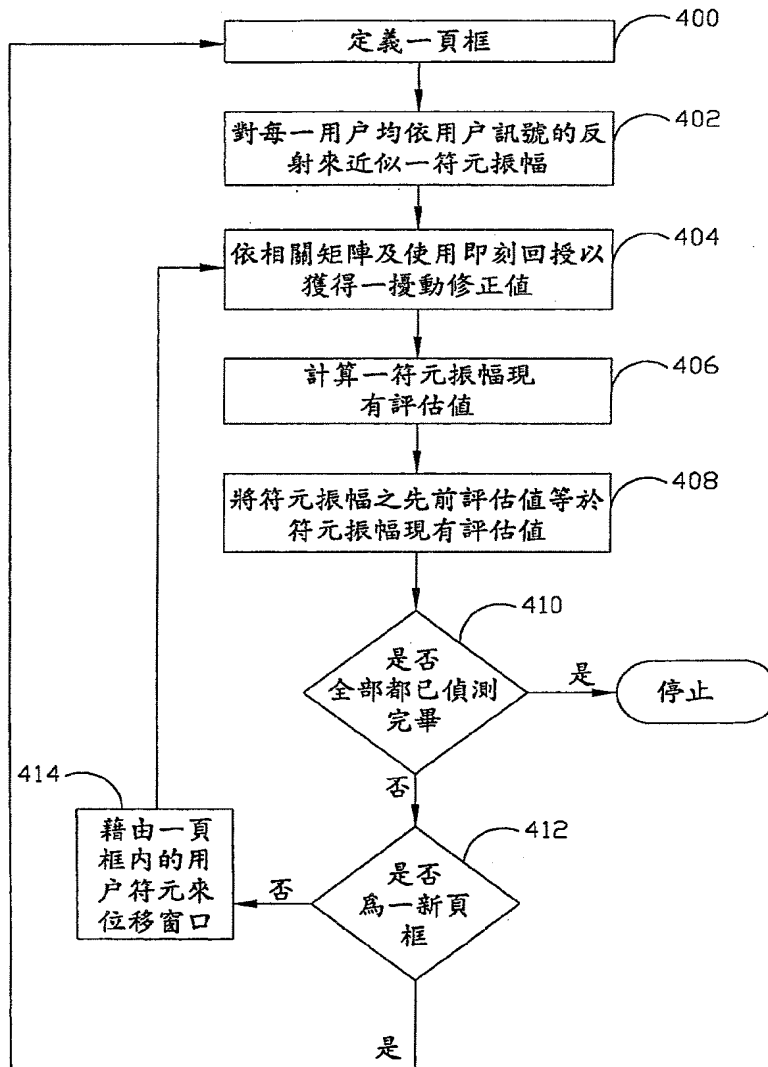 400
定義一頁框
402
對每一用户均依用户訊號的反
射來近似一符元振幅
404
依相關矩陣及使用即刻回授以
獲得一擾動修正值
406
計算一符元振幅現
有評估值
408
將符元振幅之先前評估值等於
符元振幅現有評估值
410
是否
全部都已偵測
完畢
是
停止
否
414
藉由一頁
框內的用
户符元來
位移窗口
否
412
是否
為一新頁
框
是